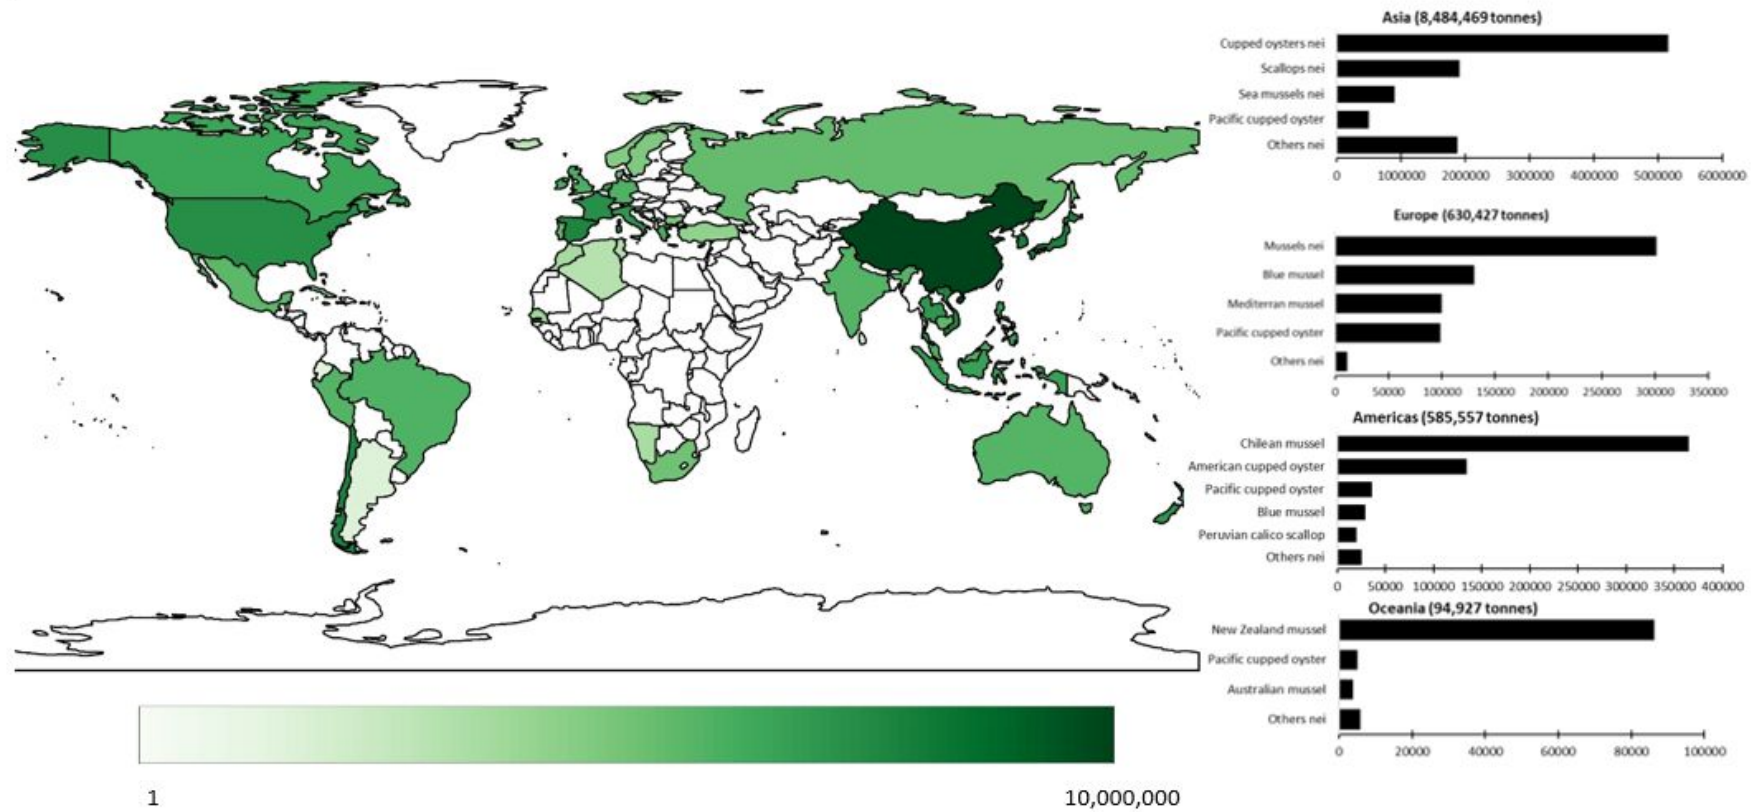 Asia (8,484,469 tonnes)
Cupped oysters nei
Scallops nei
Sea mussels nei
Pacific cupped oyster
Others nei
0 1000000 2000000 3000000 4000000 5000000 6000000
Europe (630,427 tonnes)
Mussels nei
Blue mussel
Mediterran mussel
Pacific cupped oyster
Others nei
0 50000 100000 150000 200000 250000 300000 350000
Americas (585,557 tonnes)
Chilean mussel
American cupped oyster
Pacific cupped oyster
Blue mussel
Peruvian calico scallop
Others nei
0 50000 100000 150000 200000 250000 300000 350000 400000
Oceania (94,927 tonnes)
New Zealand mussel
Pacific cupped oyster
Australian mussel
Others nei
0 20000 40000 60000 80000 100000
1 10,000,000